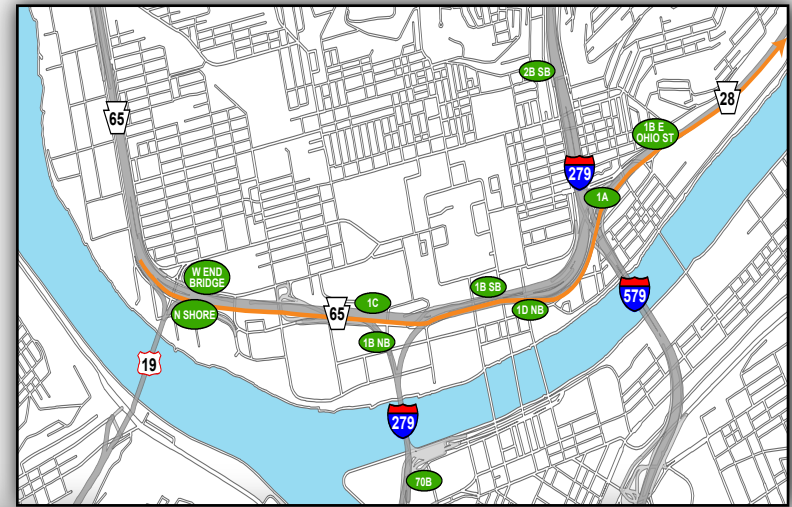 2B SB
65
28
1B E
OHIO ST
279
1A
W END
BRIDGE
1B SB
579
1C
N SHORE
65
1D NB
1B NB
19
279
70B